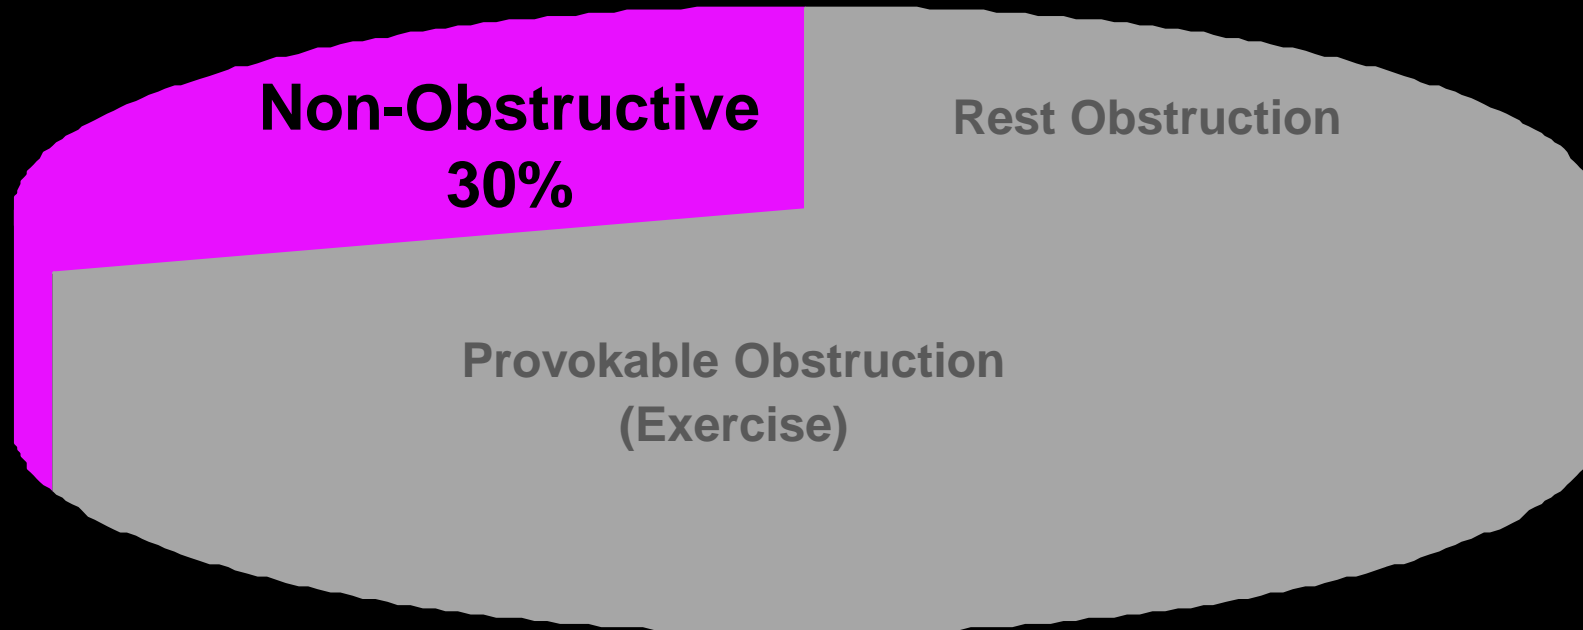 Non-Obstructive
30%
Rest Obstruction
Provokable Obstruction
(Exercise)